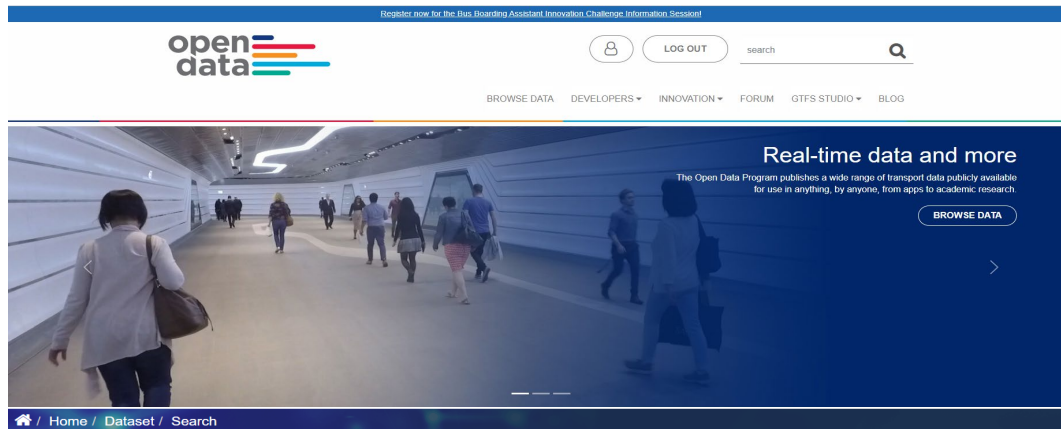 Register now for the Bus Boarding Assistant Innovation Challenge Information Session!
open
data
LOG OUT
search
BROWSE DATA DEVELOPERS INNOVATION FORUM GTFS STUDIO BLOG
Real-time data and more
The Open Data Program publishes a wide range of transport data publicly available
for use in anything, by anyone, from apps to academic research.
BROWSE DATA
/ Home / Dataset / Search